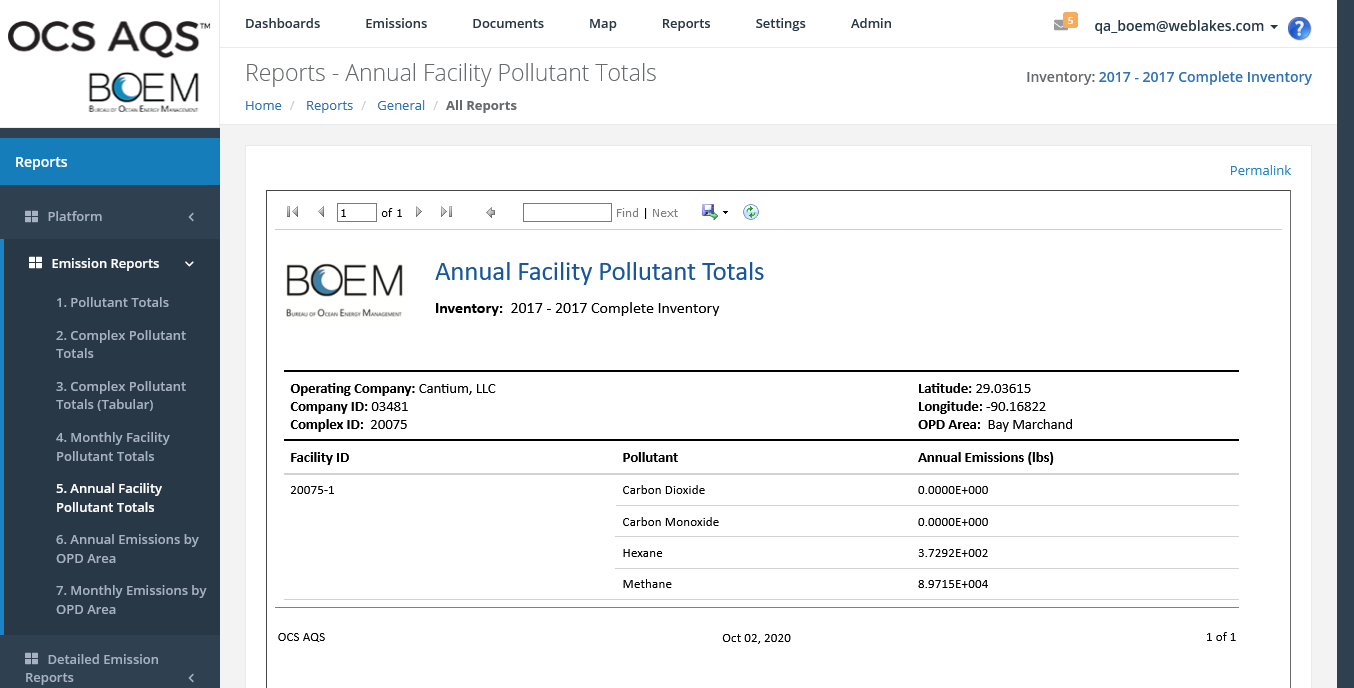 OCS AQS™
BOEM
BUREAU OF OCEAN ENERGY MANAGEMENT
Dashboards Emissions Documents Map Reports Settings Admin
5
qa_boem@weblakes.com
?
Reports - Annual Facility Pollutant Totals
Inventory: 2017 - 2017 Complete Inventory
Home / Reports / General / All Reports
Reports
Platform
Emission Reports
1. Pollutant Totals
2. Complex Pollutant
Totals
3. Complex Pollutant
Totals (Tabular)
4. Monthly Facility
Pollutant Totals
5. Annual Facility
Pollutant Totals
6. Annual Emissions by
OPD Area
7. Monthly Emissions by
OPD Area
Detailed Emission
Reports
Permalink
1 of 1 Find | Next
BOEM
BUREAU OF OCEAN ENERGY MANAGEMENT
Annual Facility Pollutant Totals
Inventory: 2017 - 2017 Complete Inventory
Operating Company: Cantium, LLC Latitude: 29.03615
Company ID: 03481 Longitude: -90.16822
Complex ID: 20075 OPD Area: Bay Marchand
Facility ID Pollutant Annual Emissions (lbs)
20075-1 Carbon Dioxide 0.0000E+000
Carbon Monoxide 0.0000E+000
Hexane 3.7292E+002
Methane 8.9715E+004
OCS AQS Oct 02, 2020 1 of 1